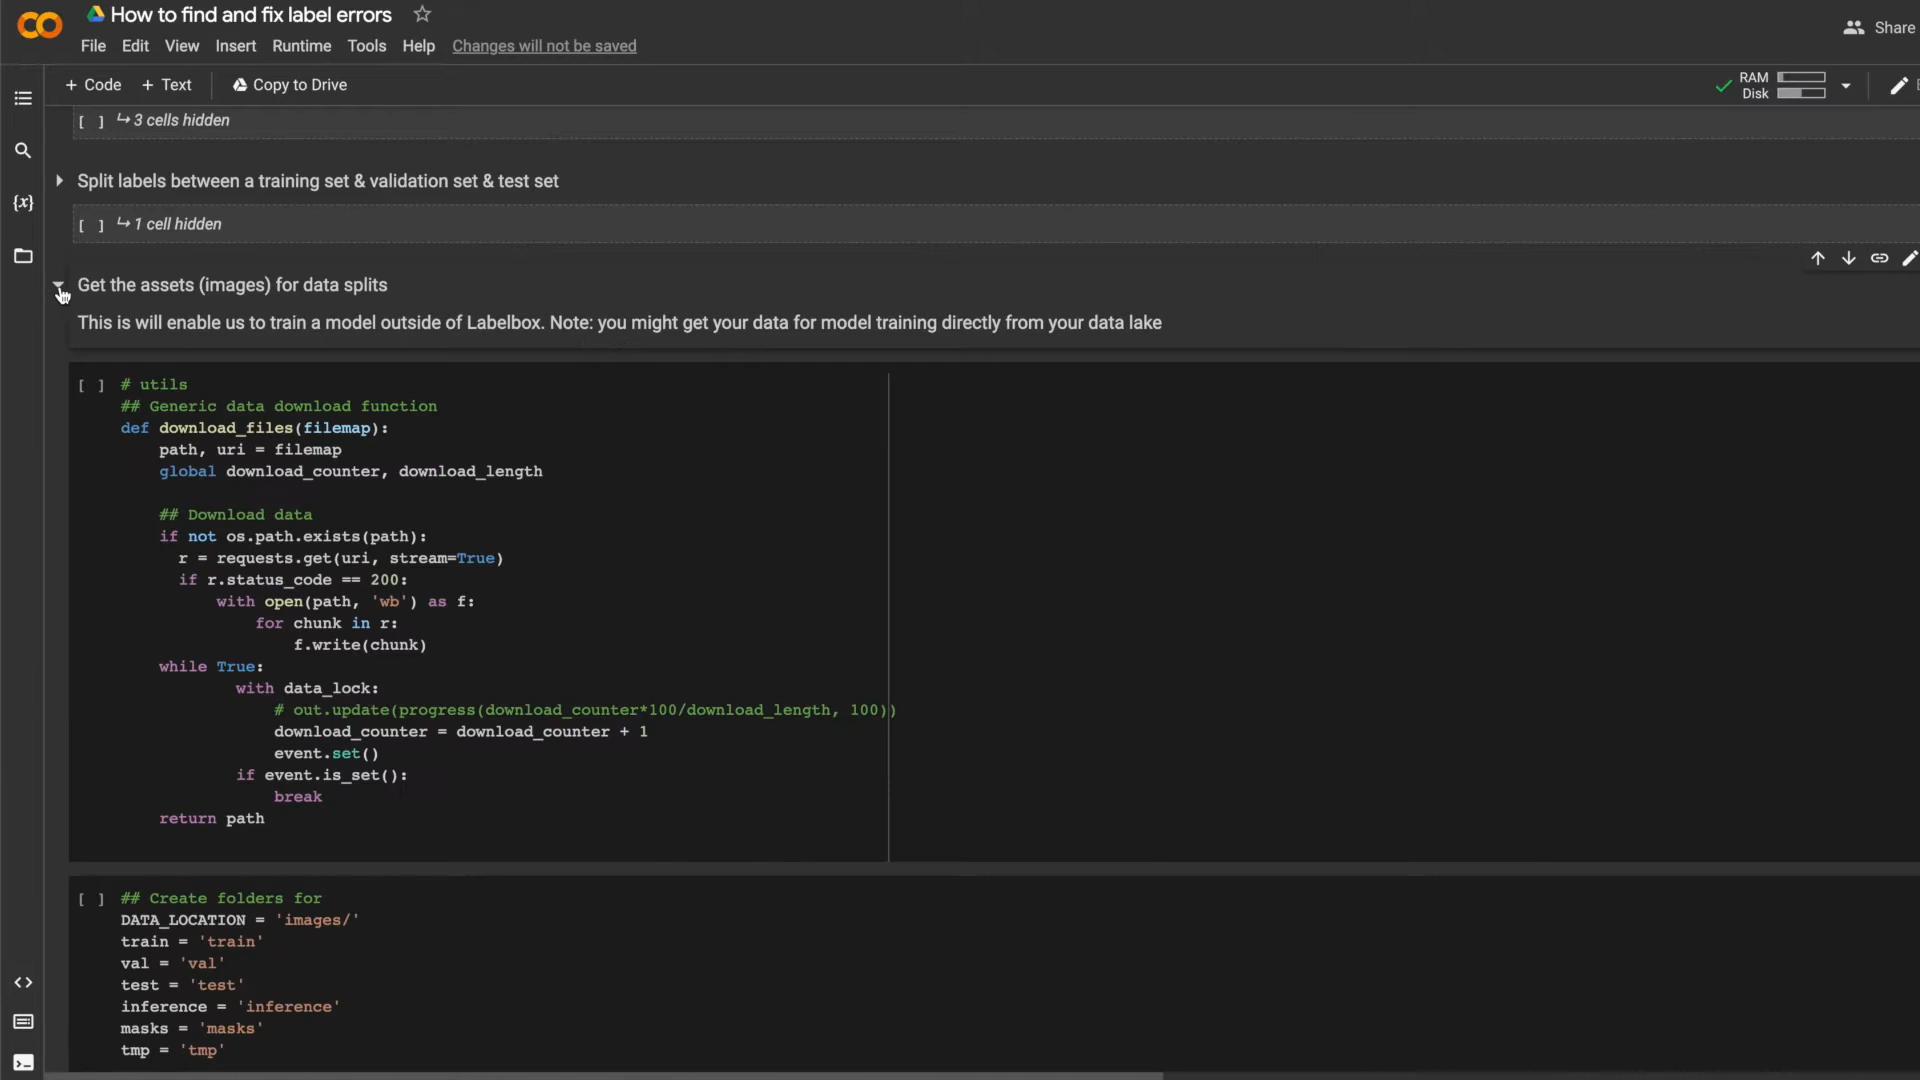 How to find and fix label errors
Share
File Edit View Insert Runtime Tools Help Changes will not be saved
+ Code + Text Copy to Drive
RAM
Disk
[ ] ↳ 3 cells hidden
Split labels between a training set & validation set & test set
{x}
[ ] ↳ 1 cell hidden
Get the assets (images) for data splits
This is will enable us to train a model outside of Labelbox. Note: you might get your data for model training directly from your data lake
[ ] # utils
## Generic data download function
def download_files(filemap):
path, uri = filemap
global download_counter, download_length
## Download data
if not os.path.exists(path):
r = requests.get(uri, stream=True)
if r.status_code == 200:
with open(path, 'wb') as f:
for chunk in r:
f.write(chunk)
while True:
with data_lock:
# out.update(progress(download_counter*100/download_length, 100))
download_counter = download_counter + 1
event.set()
if event.is_set():
break
return path
[ ] ## Create folders for
DATA_LOCATION = 'images/'
train = 'train'
val = 'val'
test = 'test'
inference = 'inference'
masks = 'masks'
tmp = 'tmp'